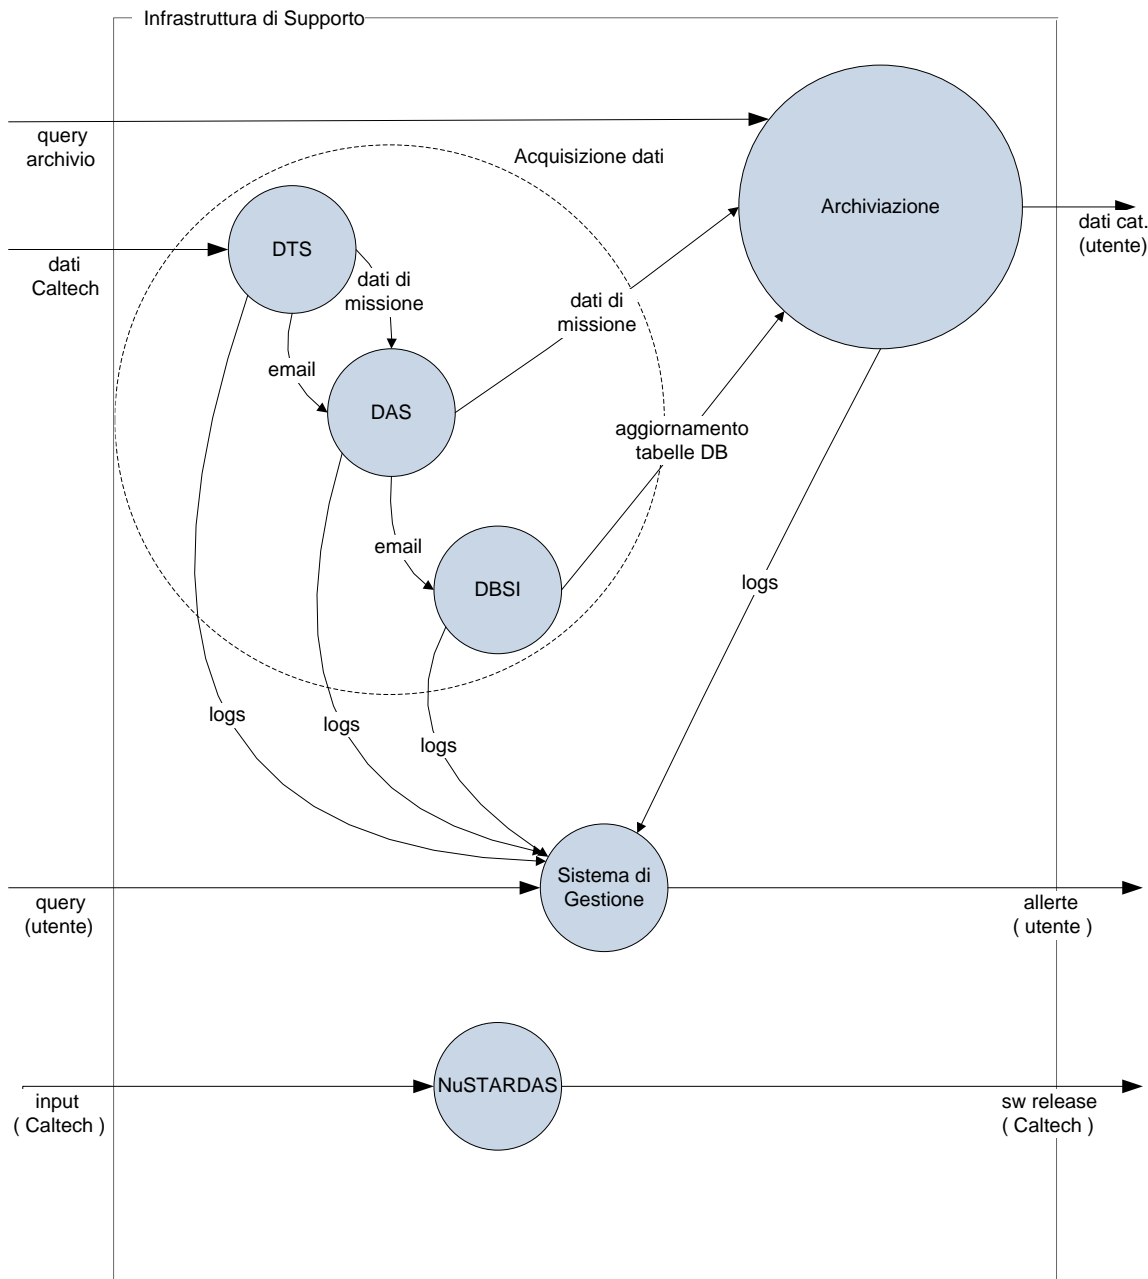 Infrastruttura di Supporto
query
archivio
Acquisizione dati
Archiviazione
dati cat.
(utente)
DTS
dati
Caltech
dati di
missione
dati di
missione
email
DAS
aggiornamento
tabelle DB
email
DBSI
logs
logs
logs
logs
Sistema di
Gestione
query
(utente)
allerte
( utente )
NuSTARDAS
input
( Caltech )
sw release
( Caltech )